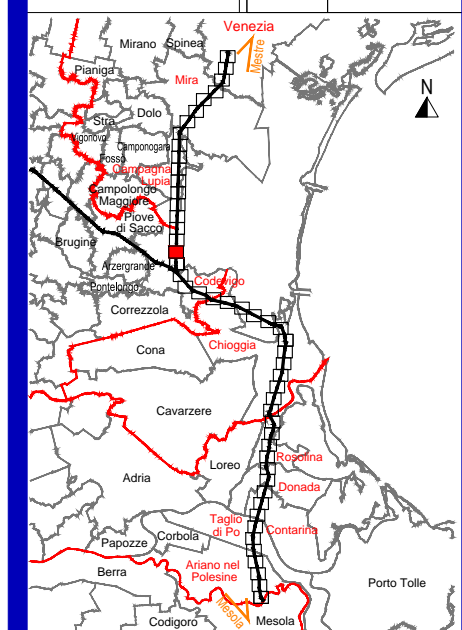 Venezia
Mirano
Spinea
Mestre
Pianiga
Mira
N
Dolo
Stra
Vigonovo
Camponogara
Fosso
Campagna
Lupia
Campolongo
Maggiore
Piove
di Sacco
Brugine
Arzergrande
Codevigo
Pontelongo
Correzzola
Chioggia
Cona
Cavarzere
Loreo
Rosolina
Adria
Donada
Taglio
di Po
Contarina
Corbola
Papozze
Ariano nel
Polesine
Berra
Porto Tolle
Mesola
Mesola
Codigoro